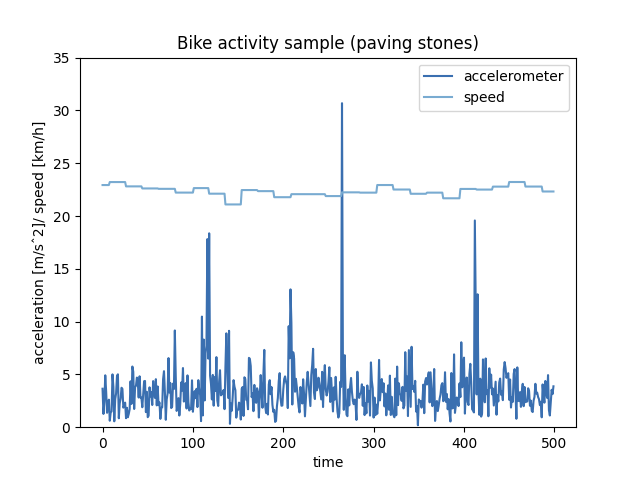 Bike activity sample (paving stones)
accelerometer
speed
acceleration [m/s^2]/ speed [km/h]
35
30
25
20
15
10
5
0
0 100 200 300 400 500
time